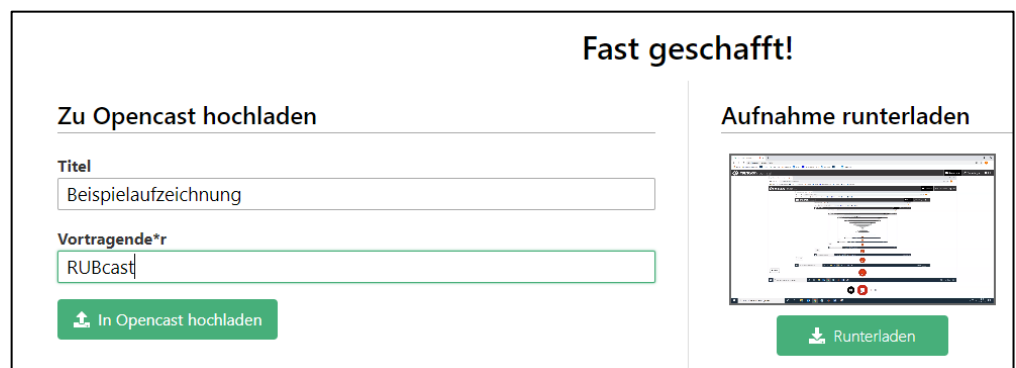 Fast geschafft!
Zu Opencast hochladen
Titel
Beispielaufzeichnung
Vortragende*r
RUBcast
In Opencast hochladen
Aufnahme runterladen
Runterladen